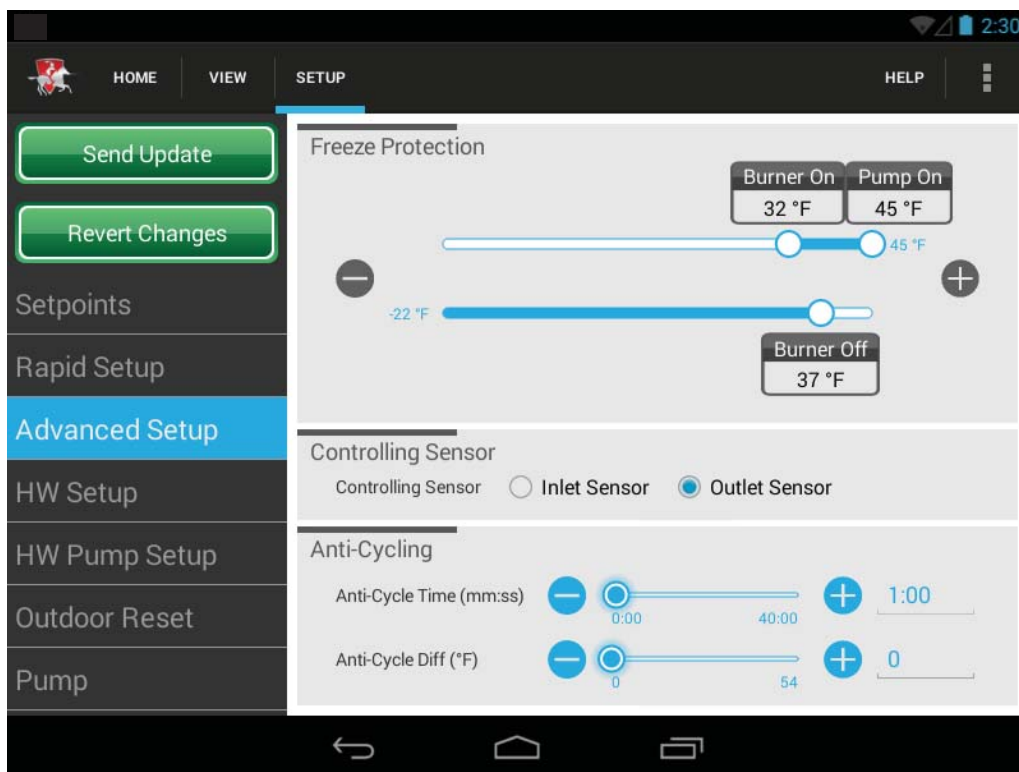 2:30
HOME VIEW SETUP HELP
Send Update
Revert Changes
Setpoints
Rapid Setup
Advanced Setup
HW Setup
HW Pump Setup
Outdoor Reset
Pump
Freeze Protection
Burner On Pump On
32 °F 45 °F
45 °F
-22 °F
Burner Off
37 °F
Controlling Sensor
Controlling Sensor Inlet Sensor Outlet Sensor
Anti-Cycling
Anti-Cycle Time (mm:ss) 1:00
0:00 40:00
Anti-Cycle Diff (°F) 0
0 54